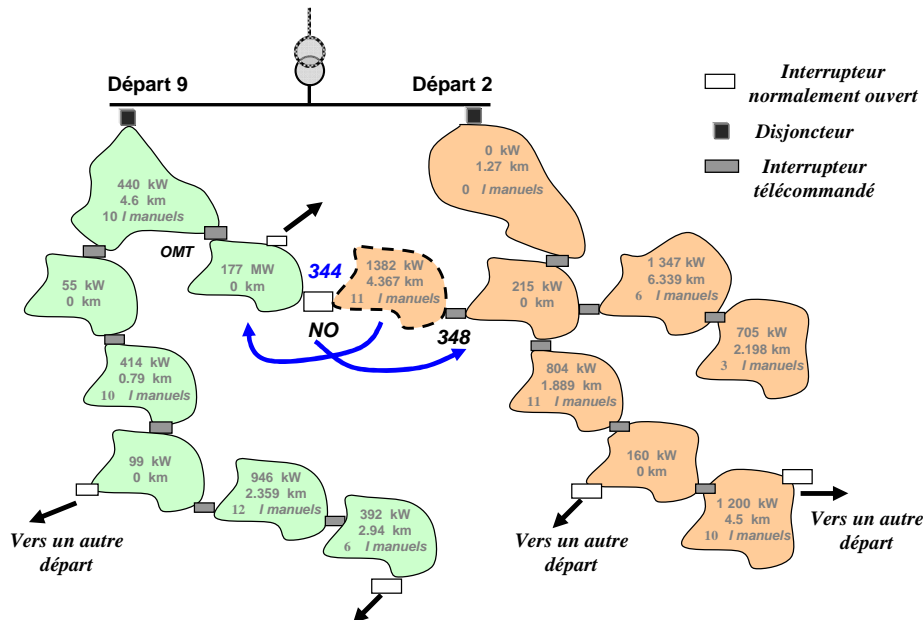 Départ 9
Départ 2
Interrupteur
normalement ouvert
Disjoncteur
Interrupteur
télécommandé
440 kW
4.6 km
10 I manuels
0 kW
1.27 km
0 I manuels
OMT
55 kW
0 km
177 MW
0 km
344
NO
1382 kW
4.367 km
11 I manuels
348
215 kW
0 km
1 347 kW
6.339 km
6 I manuels
705 kW
2.198 km
3 I manuels
414 kW
0.79 km
10 I manuels
804 kW
1.889 km
11 I manuels
99 kW
0 km
946 kW
2.359 km
12 I manuels
392 kW
2.94 km
6 I manuels
160 kW
0 km
1 200 kW
4.5 km
10 I manuels
Vers un autre
départ
Vers un autre
départ
Vers un autre
départ